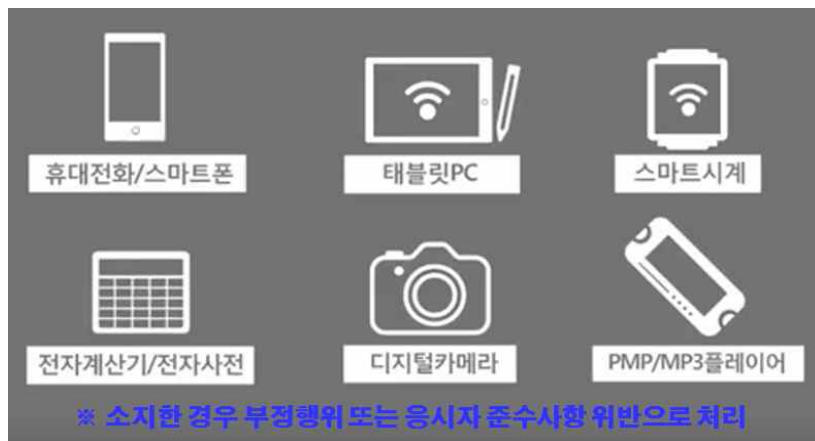 휴대전화/스마트폰
태블릿PC
스마트시계
전자계산기/전자사전
디지털카메라
PMP/MP3플레이어
※ 소지한 경우 부정행위 또는 응시자 준수사항 위반으로 처리